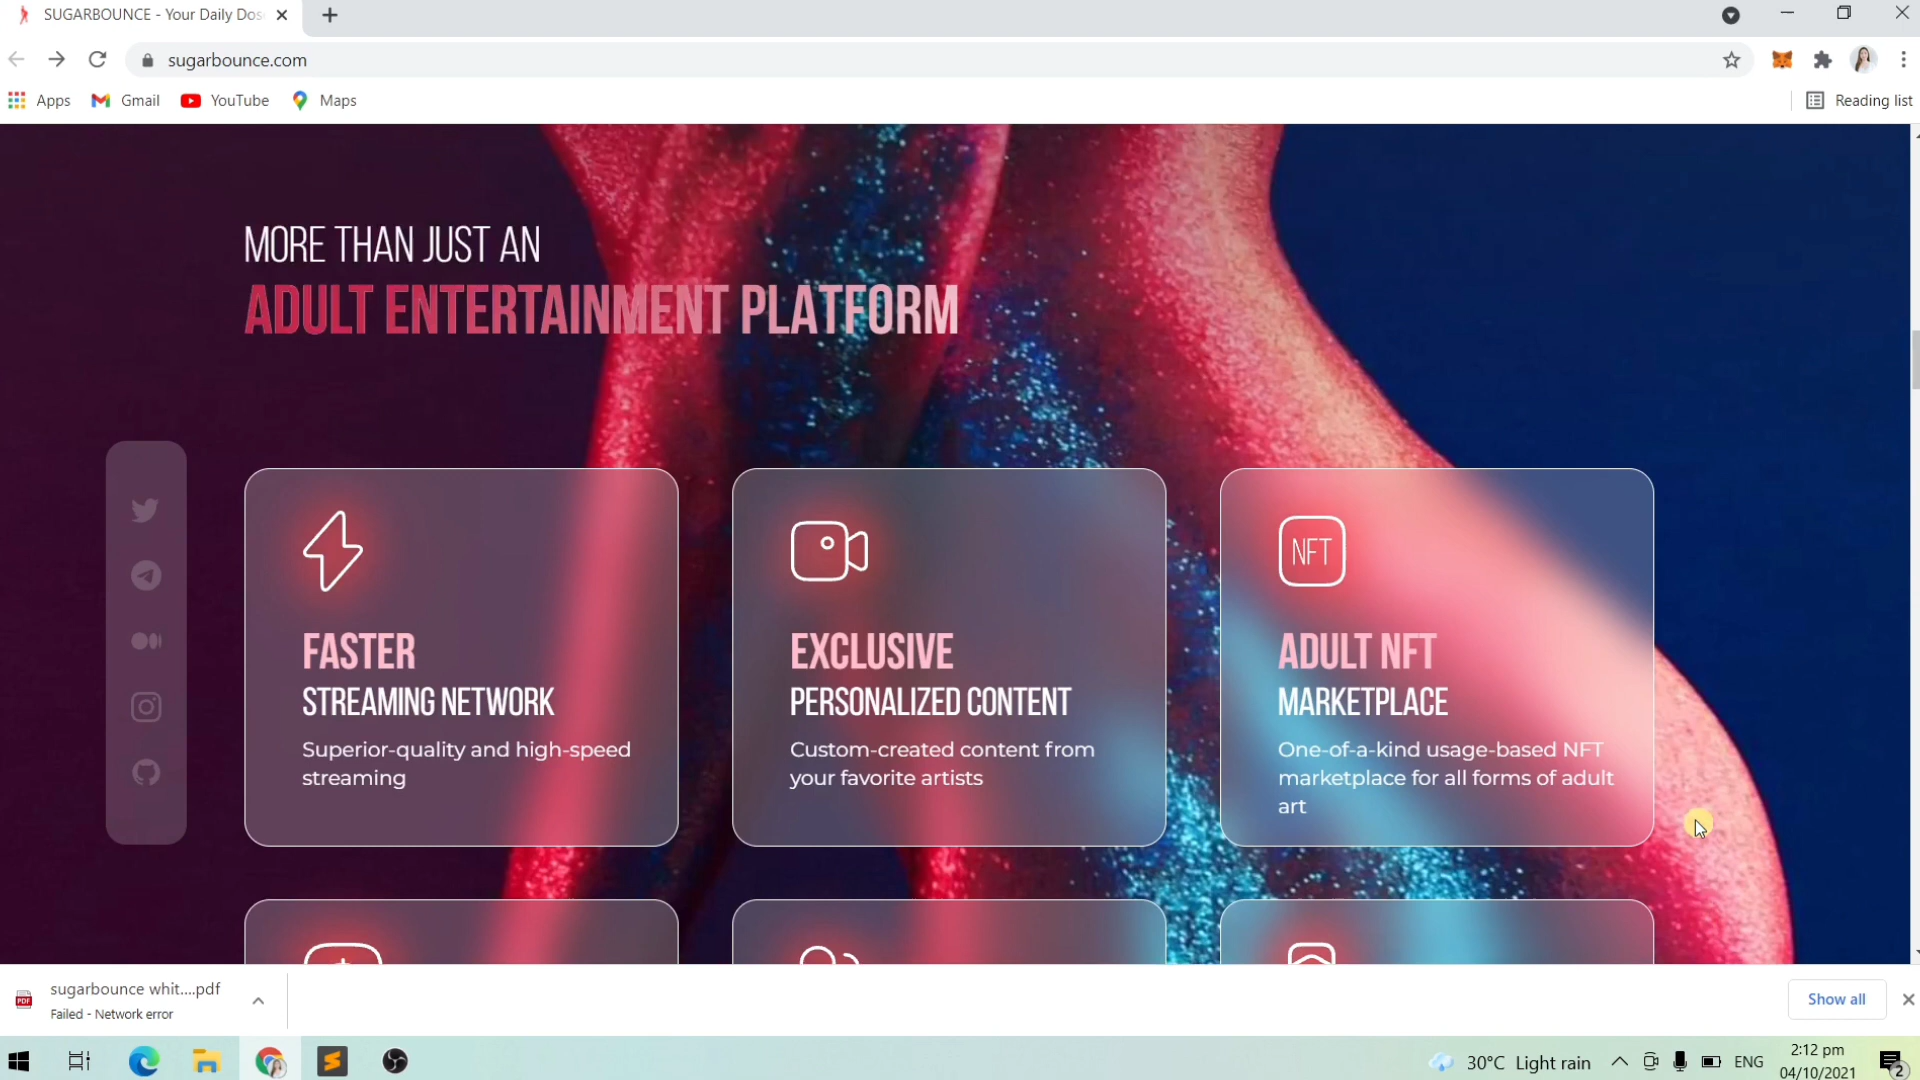 SUGARBOUNCE - Your Daily Dos
sugarbounce.com
Apps
Gmail
YouTube
Maps
Reading list
MORE THAN JUST AN
ADULT ENTERTAINMENT PLATFORM
FASTER
STREAMING NETWORK
Superior-quality and high-speed
streaming
EXCLUSIVE
PERSONALIZED CONTENT
Custom-created content from
your favorite artists
NFT
ADULT NFT
MARKETPLACE
One-of-a-kind usage-based NFT
marketplace for all forms of adult
art
PDF
sugarbounce whit....pdf
Failed - Network error
Show all
30°C Light rain
ENG
2:12 pm
04/10/2021
2